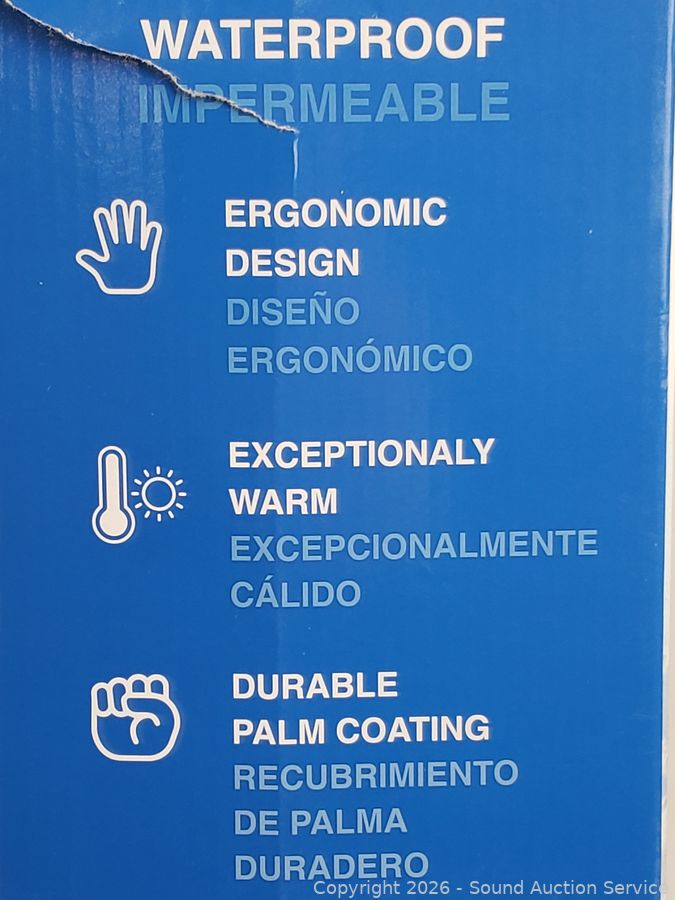 WATERPROOF
IMPERMEABLE
ERGONOMIC
DESIGN
DISEÑO
ERGONÓMICO
EXCEPTIONALY
WARM
EXCEPCIONALMENTE
CÁLIDO
DURABLE
PALM COATING
RECUBRIMIENTO
DE PALMA
DURADERO
Copyright 2026 - Sound Auction Service